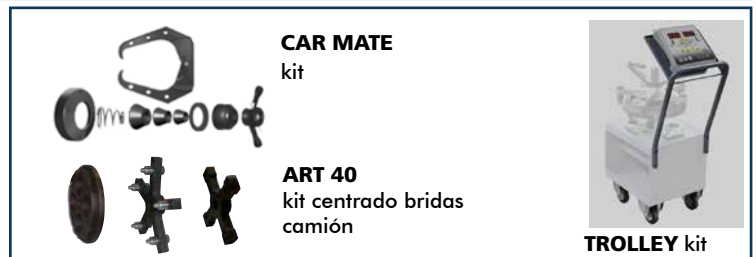 CAR MATE
kit
ART 40
kit centrado bridas
camión
TROLLEY kit